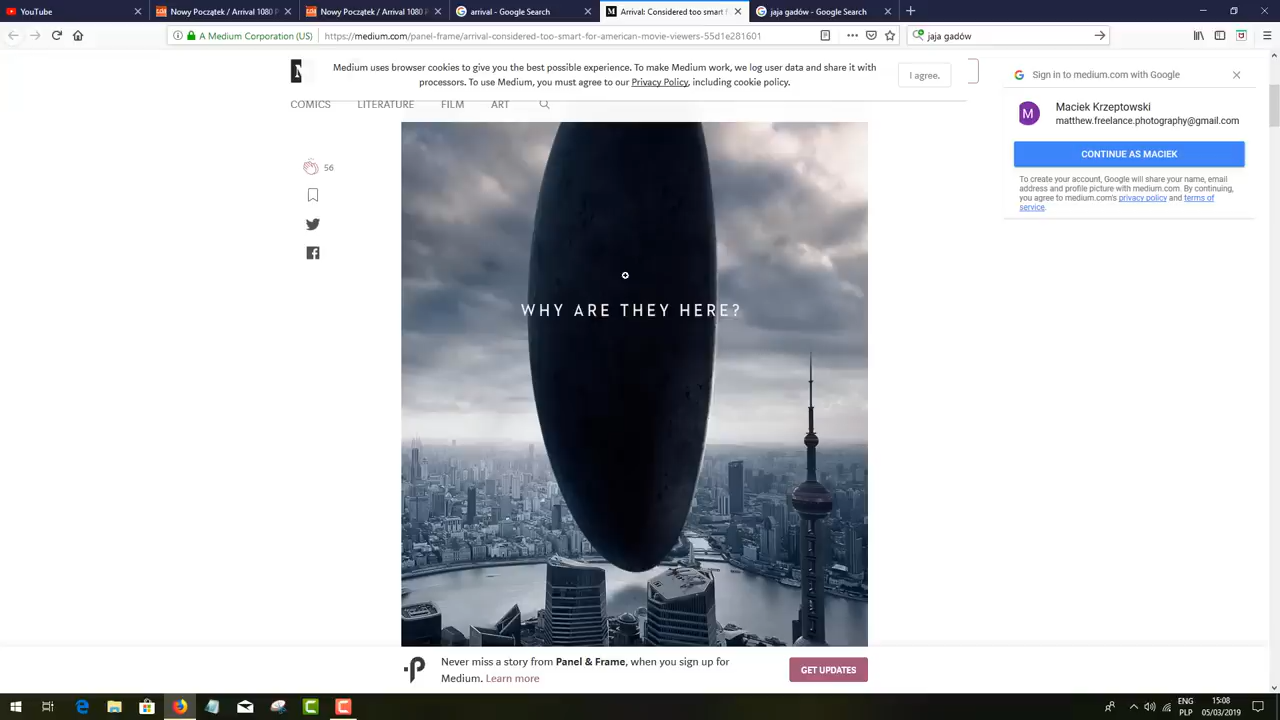 YouTube
Nowy Początek / Arrival 1080 P
Nowy Początek / Arrival 1080 P
arrival - Google Search
Arrival: Considered too smart f
jaja gadów - Google Search
A Medium Corporation (US)
https://medium.com/panel-frame/arrival-considered-too-smart-for-american-movie-viewers-55d1e281601
jaja gadów
Medium uses browser cookies to give you the best possible experience. To make Medium work, we log user data and share it with
processors. To use Medium, you must agree to our Privacy Policy, including cookie policy.
I agree.
COMICS
LITERATURE
FILM
ART
56
WHY ARE THEY HERE?
Sign in to medium.com with Google
M
Maciek Krzeptowski
matthew.freelance.photography@gmail.com
CONTINUE AS MACIEK
To create your account, Google will share your name, email
address and profile picture with medium.com. By continuing,
you agree to medium.com's privacy policy and terms of
service.
Never miss a story from Panel & Frame, when you sign up for
Medium. Learn more
GET UPDATES
ENG
PLP
15:08
05/03/2019